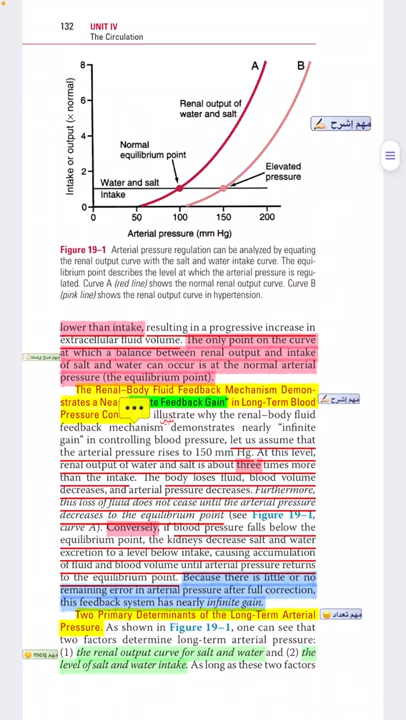 132
UNIT IV
The Circulation
8
6
4
2
0
Intake or output (× normal)
A
B
Renal output of
water and salt
Normal
equilibrium point
Elevated
pressure
Water and salt
Intake
0
50
100
150
200
Arterial pressure (mm Hg)
مهم إشرح
Figure 19-1 Arterial pressure regulation can be analyzed by equating
the renal output curve with the salt and water intake curve. The equi-
librium point describes the level at which the arterial pressure is regu-
lated. Curve A (red line) shows the normal renal output curve. Curve B
(pink line) shows the renal output curve in hypertension.
lower than intake, resulting in a progressive increase in
extracellular fluid volume. The only point on the curve
at which a balance between renal output and intake
of salt and water can occur is at the normal arterial
pressure (the equilibrium point).
The Renal–Body Fluid Feedback Mechanism Demon-
strates a Nea to Feedback Gain" in Long-Term Blood
مهم إشرح
Pressure Con illustrate why the renal–body fluid
feedback mechanism demonstrates nearly “infinite
gain” in controlling blood pressure, let us assume that
the arterial pressure rises to 150 mm Hg. At this level,
renal output of water and salt is about three times more
than the intake. The body loses fluid, blood volume
decreases, and arterial pressure decreases. Furthermore,
this loss of fluid does not cease until the arterial pressure
decreases to the equilibrium point (see Figure 19-1,
curve A). Conversely, if blood pressure falls below the
equilibrium point, the kidneys decrease salt and water
excretion to a level below intake, causing accumulation
of fluid and blood volume until arterial pressure returns
to the equilibrium point. Because there is little or no
remaining error in arterial pressure after full correction,
this feedback system has nearly infinite gain.
Two Primary Determinants of the Long-Term Arterial
مهم تعداد
Pressure. As shown in Figure 19-1, one can see that
two factors determine long-term arterial pressure:
(1) the renal output curve for salt and water and (2) the
مهم mcq
level of salt and water intake. As long as these two factors